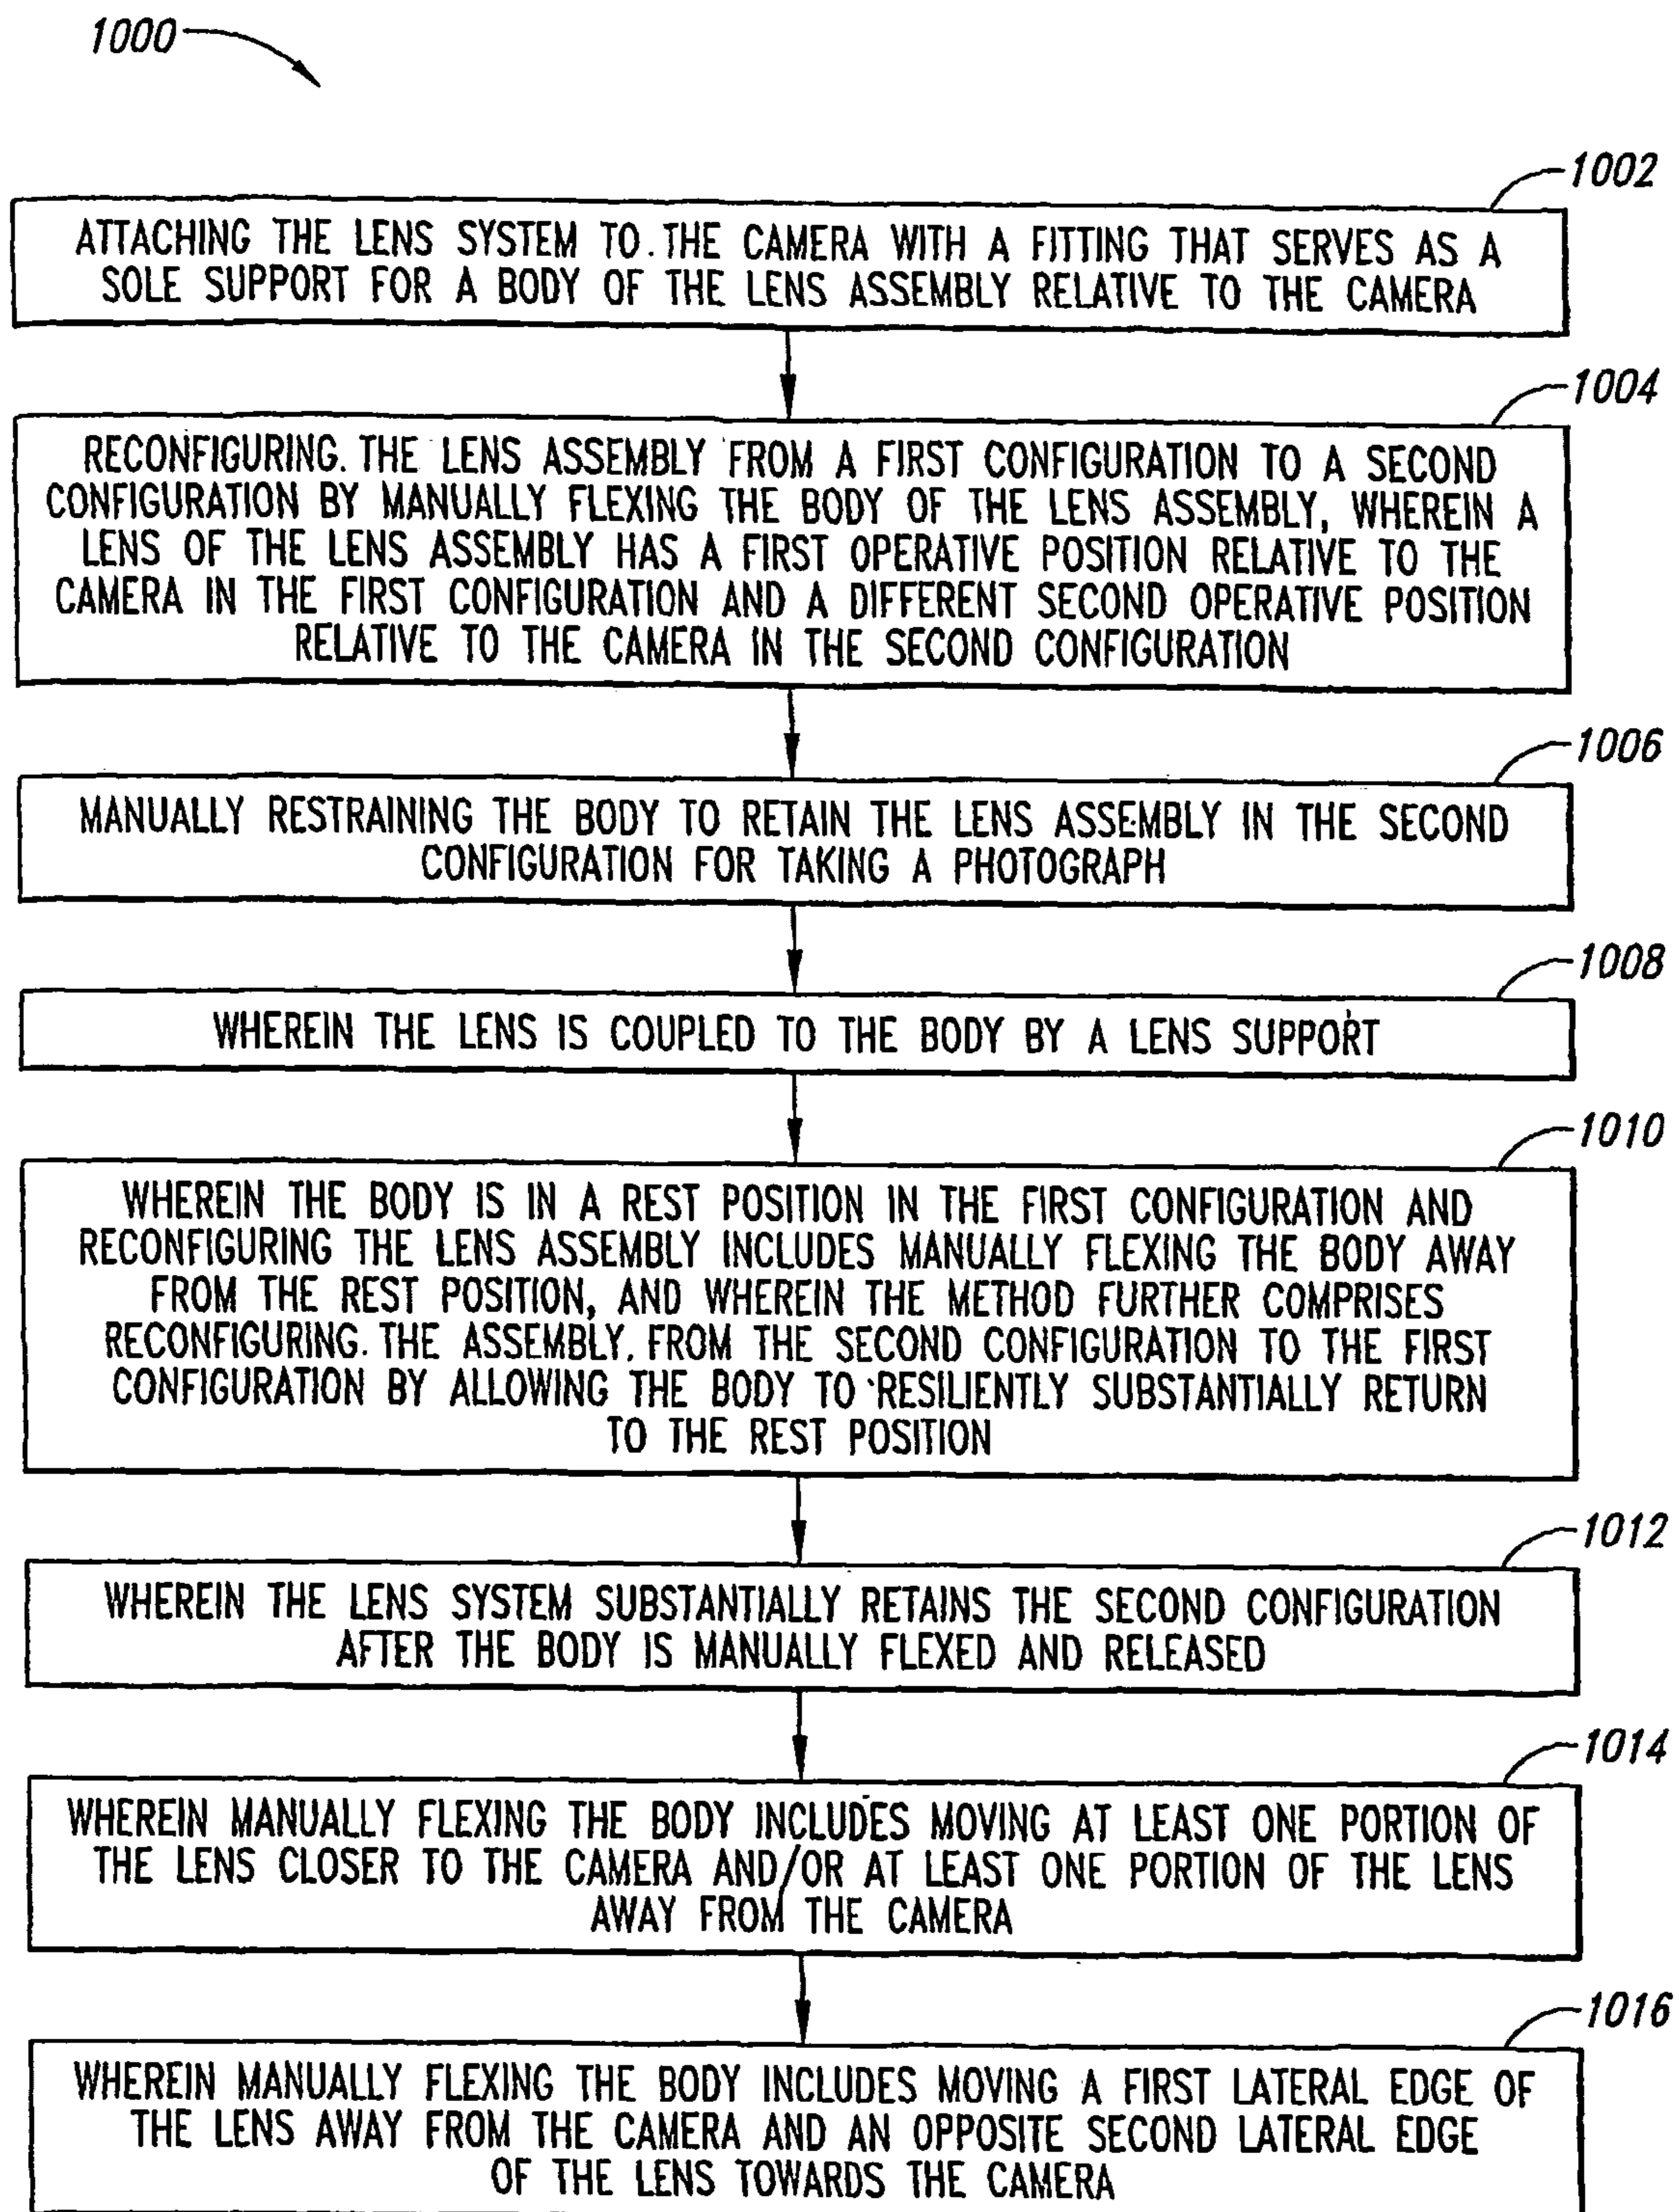 1000
1002
ATTACHING THE LENS SYSTEM TO THE CAMERA WITH A FITTING THAT SERVES AS A
SOLE SUPPORT FOR A BODY OF THE LENS ASSEMBLY RELATIVE TO THE CAMERA
1004
RECONFIGURING THE LENS ASSEMBLY FROM A FIRST CONFIGURATION TO A SECOND
CONFIGURATION BY MANUALLY FLEXING THE BODY OF THE LENS ASSEMBLY, WHEREIN A
LENS OF THE LENS ASSEMBLY HAS A FIRST OPERATIVE POSITION RELATIVE TO THE
CAMERA IN THE FIRST CONFIGURATION AND A DIFFERENT SECOND OPERATIVE POSITION
RELATIVE TO THE CAMERA IN THE SECOND CONFIGURATION
1006
MANUALLY RESTRAINING THE BODY TO RETAIN THE LENS ASSEMBLY IN THE SECOND
CONFIGURATION FOR TAKING A PHOTOGRAPH
1008
WHEREIN THE LENS IS COUPLED TO THE BODY BY A LENS SUPPORT
1010
WHEREIN THE BODY IS IN A REST POSITION IN THE FIRST CONFIGURATION AND
RECONFIGURING THE LENS ASSEMBLY INCLUDES MANUALLY FLEXING THE BODY AWAY
FROM THE REST POSITION, AND WHEREIN THE METHOD FURTHER COMPRISES
RECONFIGURING THE ASSEMBLY FROM THE SECOND CONFIGURATION TO THE FIRST
CONFIGURATION BY ALLOWING THE BODY TO RESILIENTLY SUBSTANTIALLY RETURN
TO THE REST POSITION
1012
WHEREIN THE LENS SYSTEM SUBSTANTIALLY RETAINS THE SECOND CONFIGURATION
AFTER THE BODY IS MANUALLY FLEXED AND RELEASED
1014
WHEREIN MANUALLY FLEXING THE BODY INCLUDES MOVING AT LEAST ONE PORTION OF
THE LENS CLOSER TO THE CAMERA AND/OR AT LEAST ONE PORTION OF THE LENS
AWAY FROM THE CAMERA
1016
WHEREIN MANUALLY FLEXING THE BODY INCLUDES MOVING A FIRST LATERAL EDGE OF
THE LENS AWAY FROM THE CAMERA AND AN OPPOSITE SECOND LATERAL EDGE
OF THE LENS TOWARDS THE CAMERA